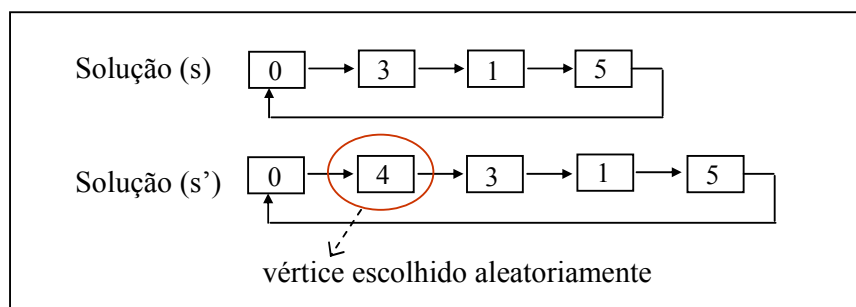 Solução (s) 0 3 1 5
Solução (s’) 0 4 3 1 5
vértice escolhido aleatoriamente